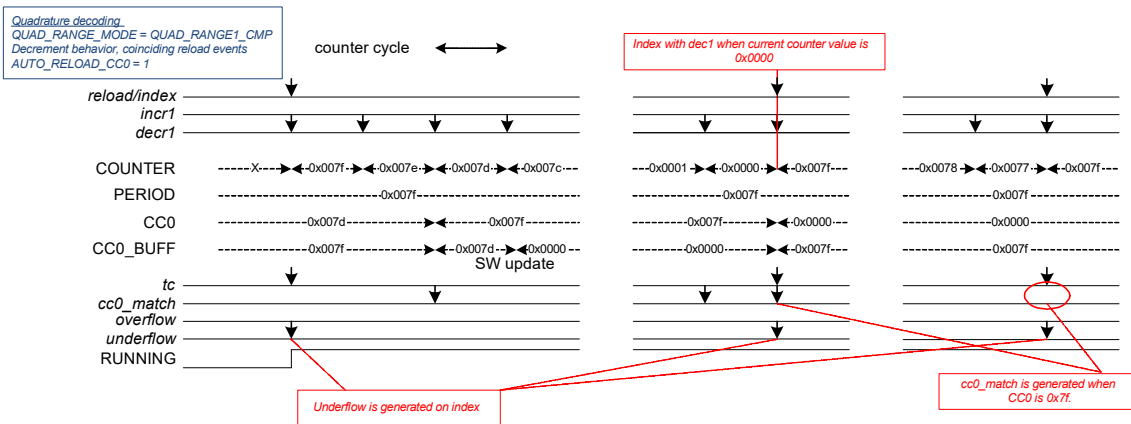 Quadrature decoding
QUAD_RANGE_MODE = QUAD_RANGE1_CMP
Decrement behavior, coinciding reload events
AUTO_RELOAD_CC0 = 1
counter cycle
Index with dec1 when current counter value is
0x0000
reload/index
incr1
decr1
COUNTER X 0x007f 0x007e 0x007d 0x007c 0x0001 0x0000 0x007f 0x0078 0x0077 0x007f
PERIOD 0x007f 0x007f 0x007f
CC0 0x007d 0x007f 0x007f 0x0000 0x0000
CC0_BUFF 0x007f 0x007d 0x0000 0x0000 0x007f 0x007f
SW update
tc
cc0_match
overflow
underflow
RUNNING
Underflow is generated on index
cc0_match is generated when
CC0 is 0x7f.